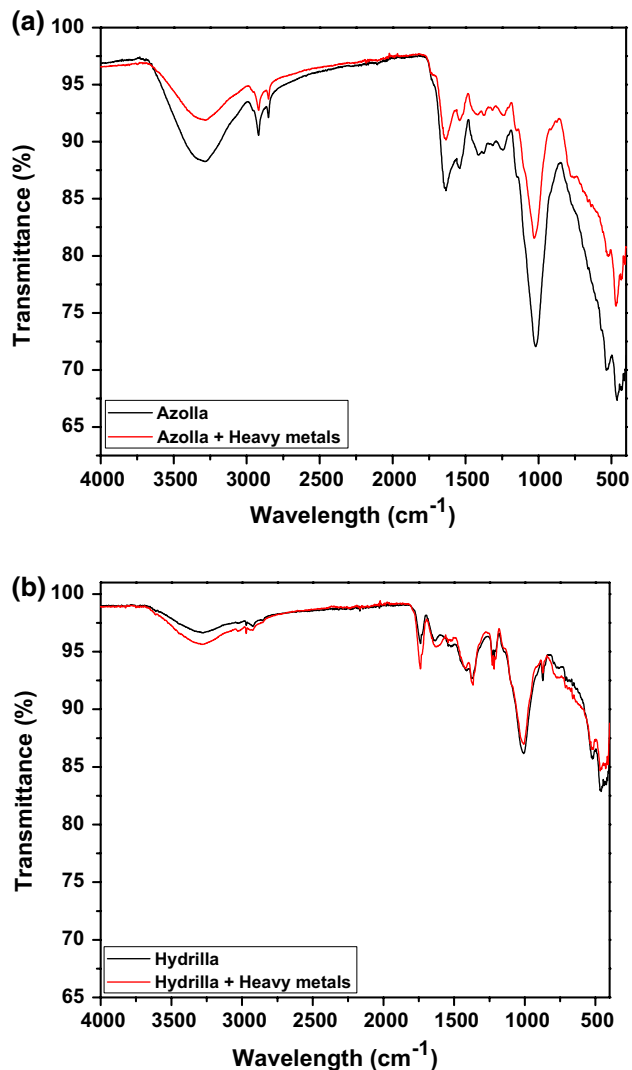 (a)
100
95
90
85
80
75
70
65
Transmittance (%)
Azolla
Azolla + Heavy metals
4000 3500 3000 2500 2000 1500 1000 500
Wavelength (cm⁻¹)
(b)
100
95
90
85
80
75
70
65
Transmittance (%)
Hydrilla
Hydrilla + Heavy metals
4000 3500 3000 2500 2000 1500 1000 500
Wavelength (cm⁻¹)